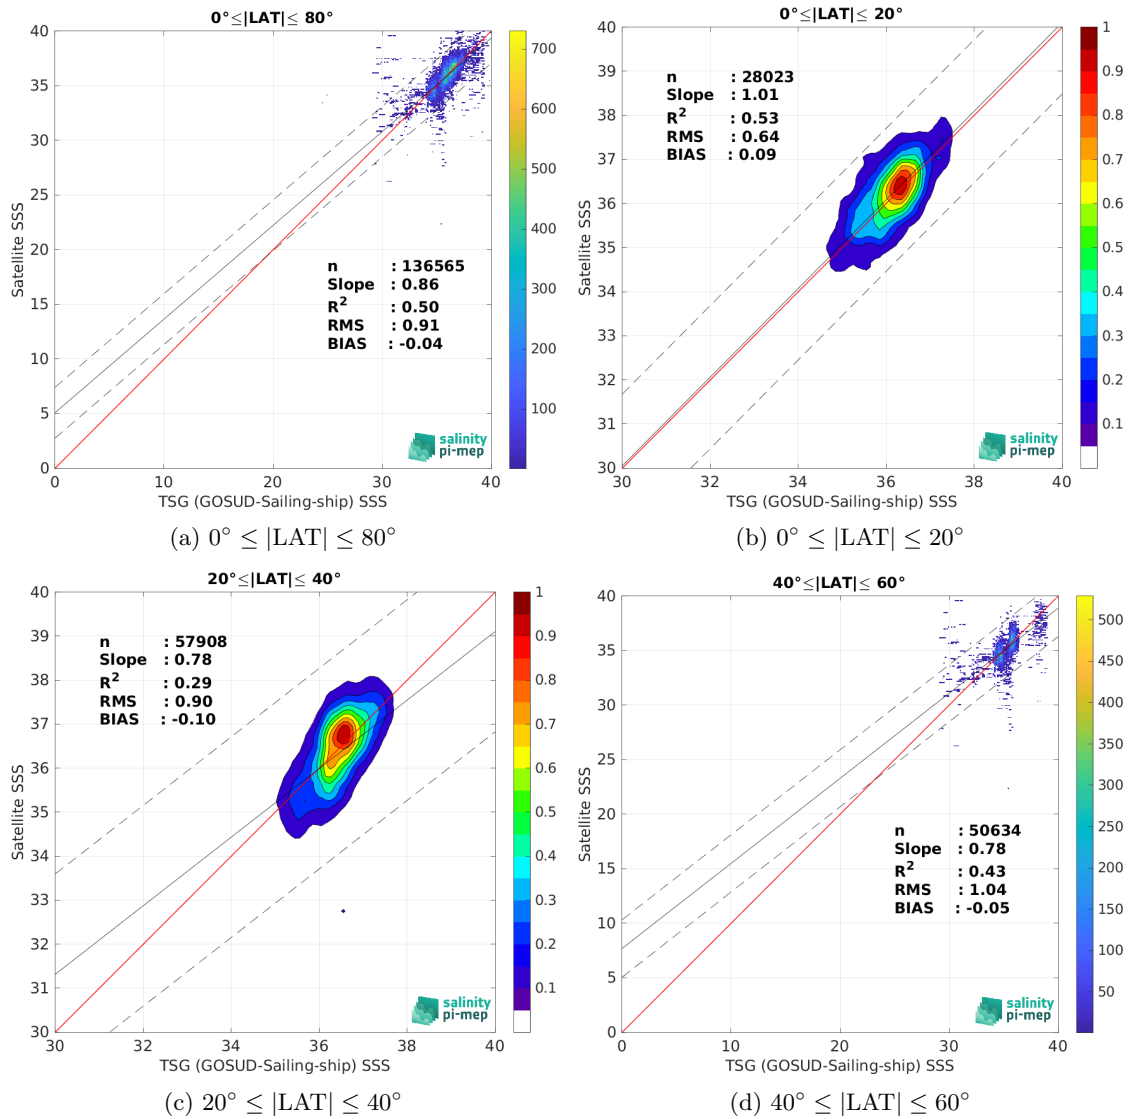 0°≤|LAT|≤ 80°
40
35
30
25
20
15
10
5
0
Satellite SSS
n : 136565
Slope : 0.86
R² : 0.50
RMS : 0.91
BIAS : -0.04
salinity
pi-mep
0 10 20 30 40
TSG (GOSUD-Sailing-ship) SSS
700
600
500
400
300
200
100
(a) 0° ≤ |LAT| ≤ 80°
0°≤|LAT|≤ 20°
40
39
38
37
36
35
34
33
32
31
30
Satellite SSS
n : 28023
Slope : 1.01
R² : 0.53
RMS : 0.64
BIAS : 0.09
salinity
pi-mep
30 32 34 36 38 40
TSG (GOSUD-Sailing-ship) SSS
1
0.9
0.8
0.7
0.6
0.5
0.4
0.3
0.2
0.1
(b) 0° ≤ |LAT| ≤ 20°
20°≤|LAT|≤ 40°
40
39
38
37
36
35
34
33
32
31
30
Satellite SSS
n : 57908
Slope : 0.78
R² : 0.29
RMS : 0.90
BIAS : -0.10
salinity
pi-mep
30 32 34 36 38 40
TSG (GOSUD-Sailing-ship) SSS
1
0.9
0.8
0.7
0.6
0.5
0.4
0.3
0.2
0.1
(c) 20° ≤ |LAT| ≤ 40°
40°≤|LAT|≤ 60°
40
35
30
25
20
15
10
5
0
Satellite SSS
n : 50634
Slope : 0.78
R² : 0.43
RMS : 1.04
BIAS : -0.05
salinity
pi-mep
0 10 20 30 40
TSG (GOSUD-Sailing-ship) SSS
500
450
400
350
300
250
200
150
100
50
(d) 40° ≤ |LAT| ≤ 60°